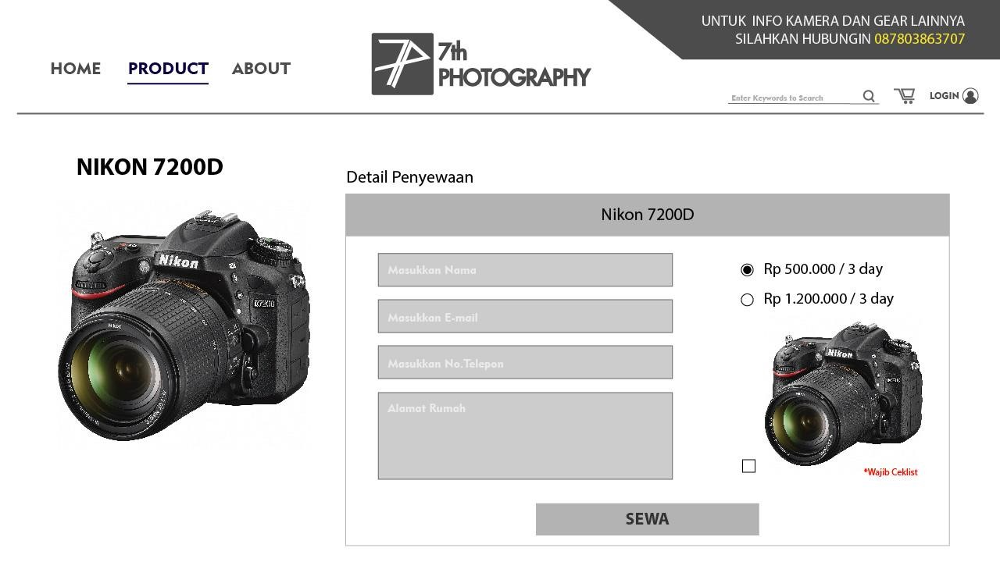 UNTUK INFO KAMERA DAN GEAR LAINNYA
SILAHKAN HUBUNGIN 087803863707
HOME PRODUCT ABOUT
7th
PHOTOGRAPHY
Enter Keywords to Search
LOGIN
NIKON 7200D
Detail Penyewaan
Nikon 7200D
Nikon
D7200
Nikon
Masukkan Nama
Masukkan E-mail
Masukkan No.Telepon
Alamat Rumah
Rp 500.000 / 3 day
Rp 1.200.000 / 3 day
Nikon
D7200
*Wajib Ceklist
SEWA